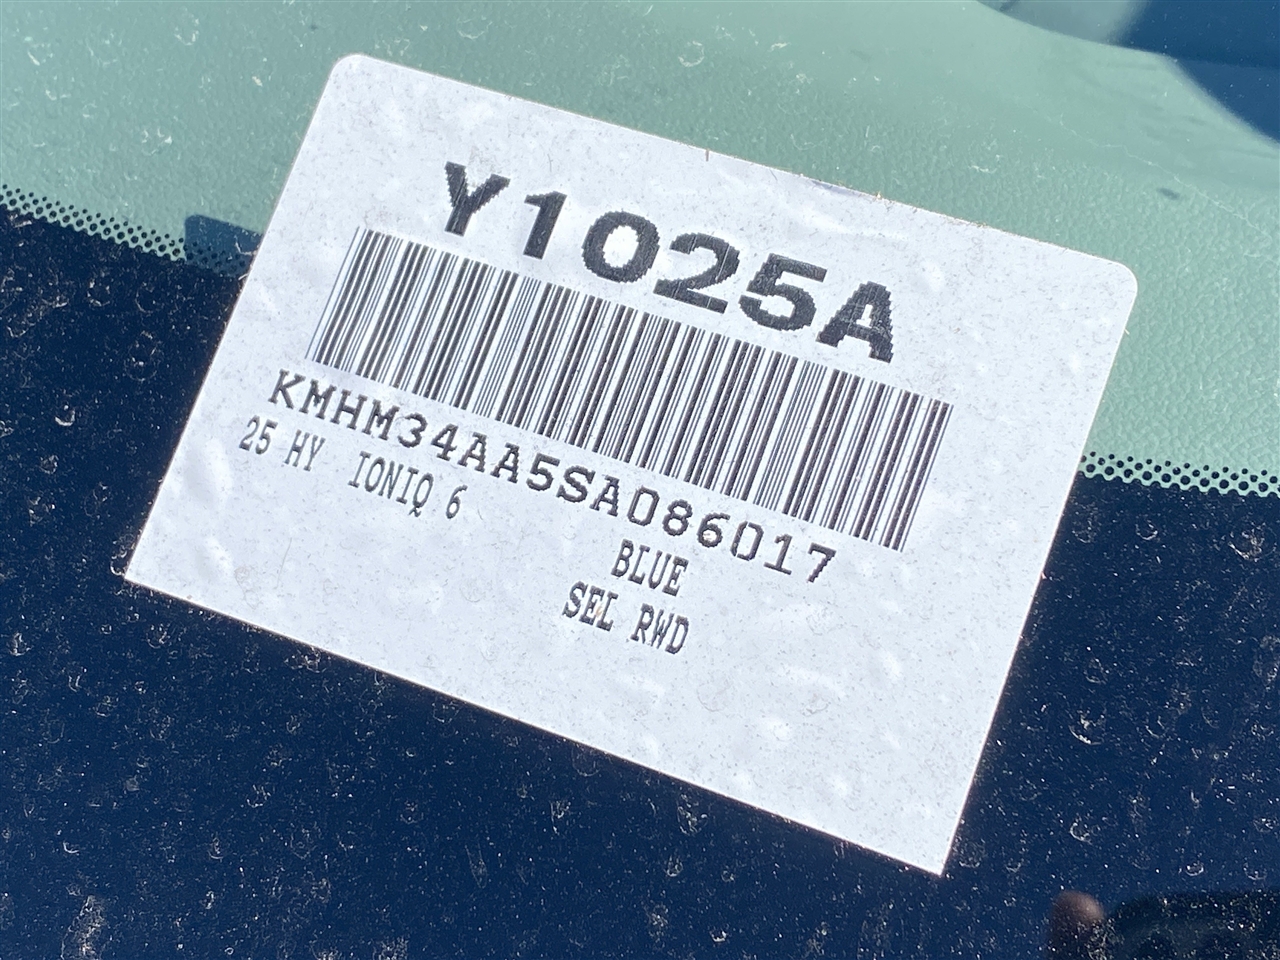 Y1025A
KMHM34AA5SA086017
25 HY IONIQ 6
BLUE
SEL RWD